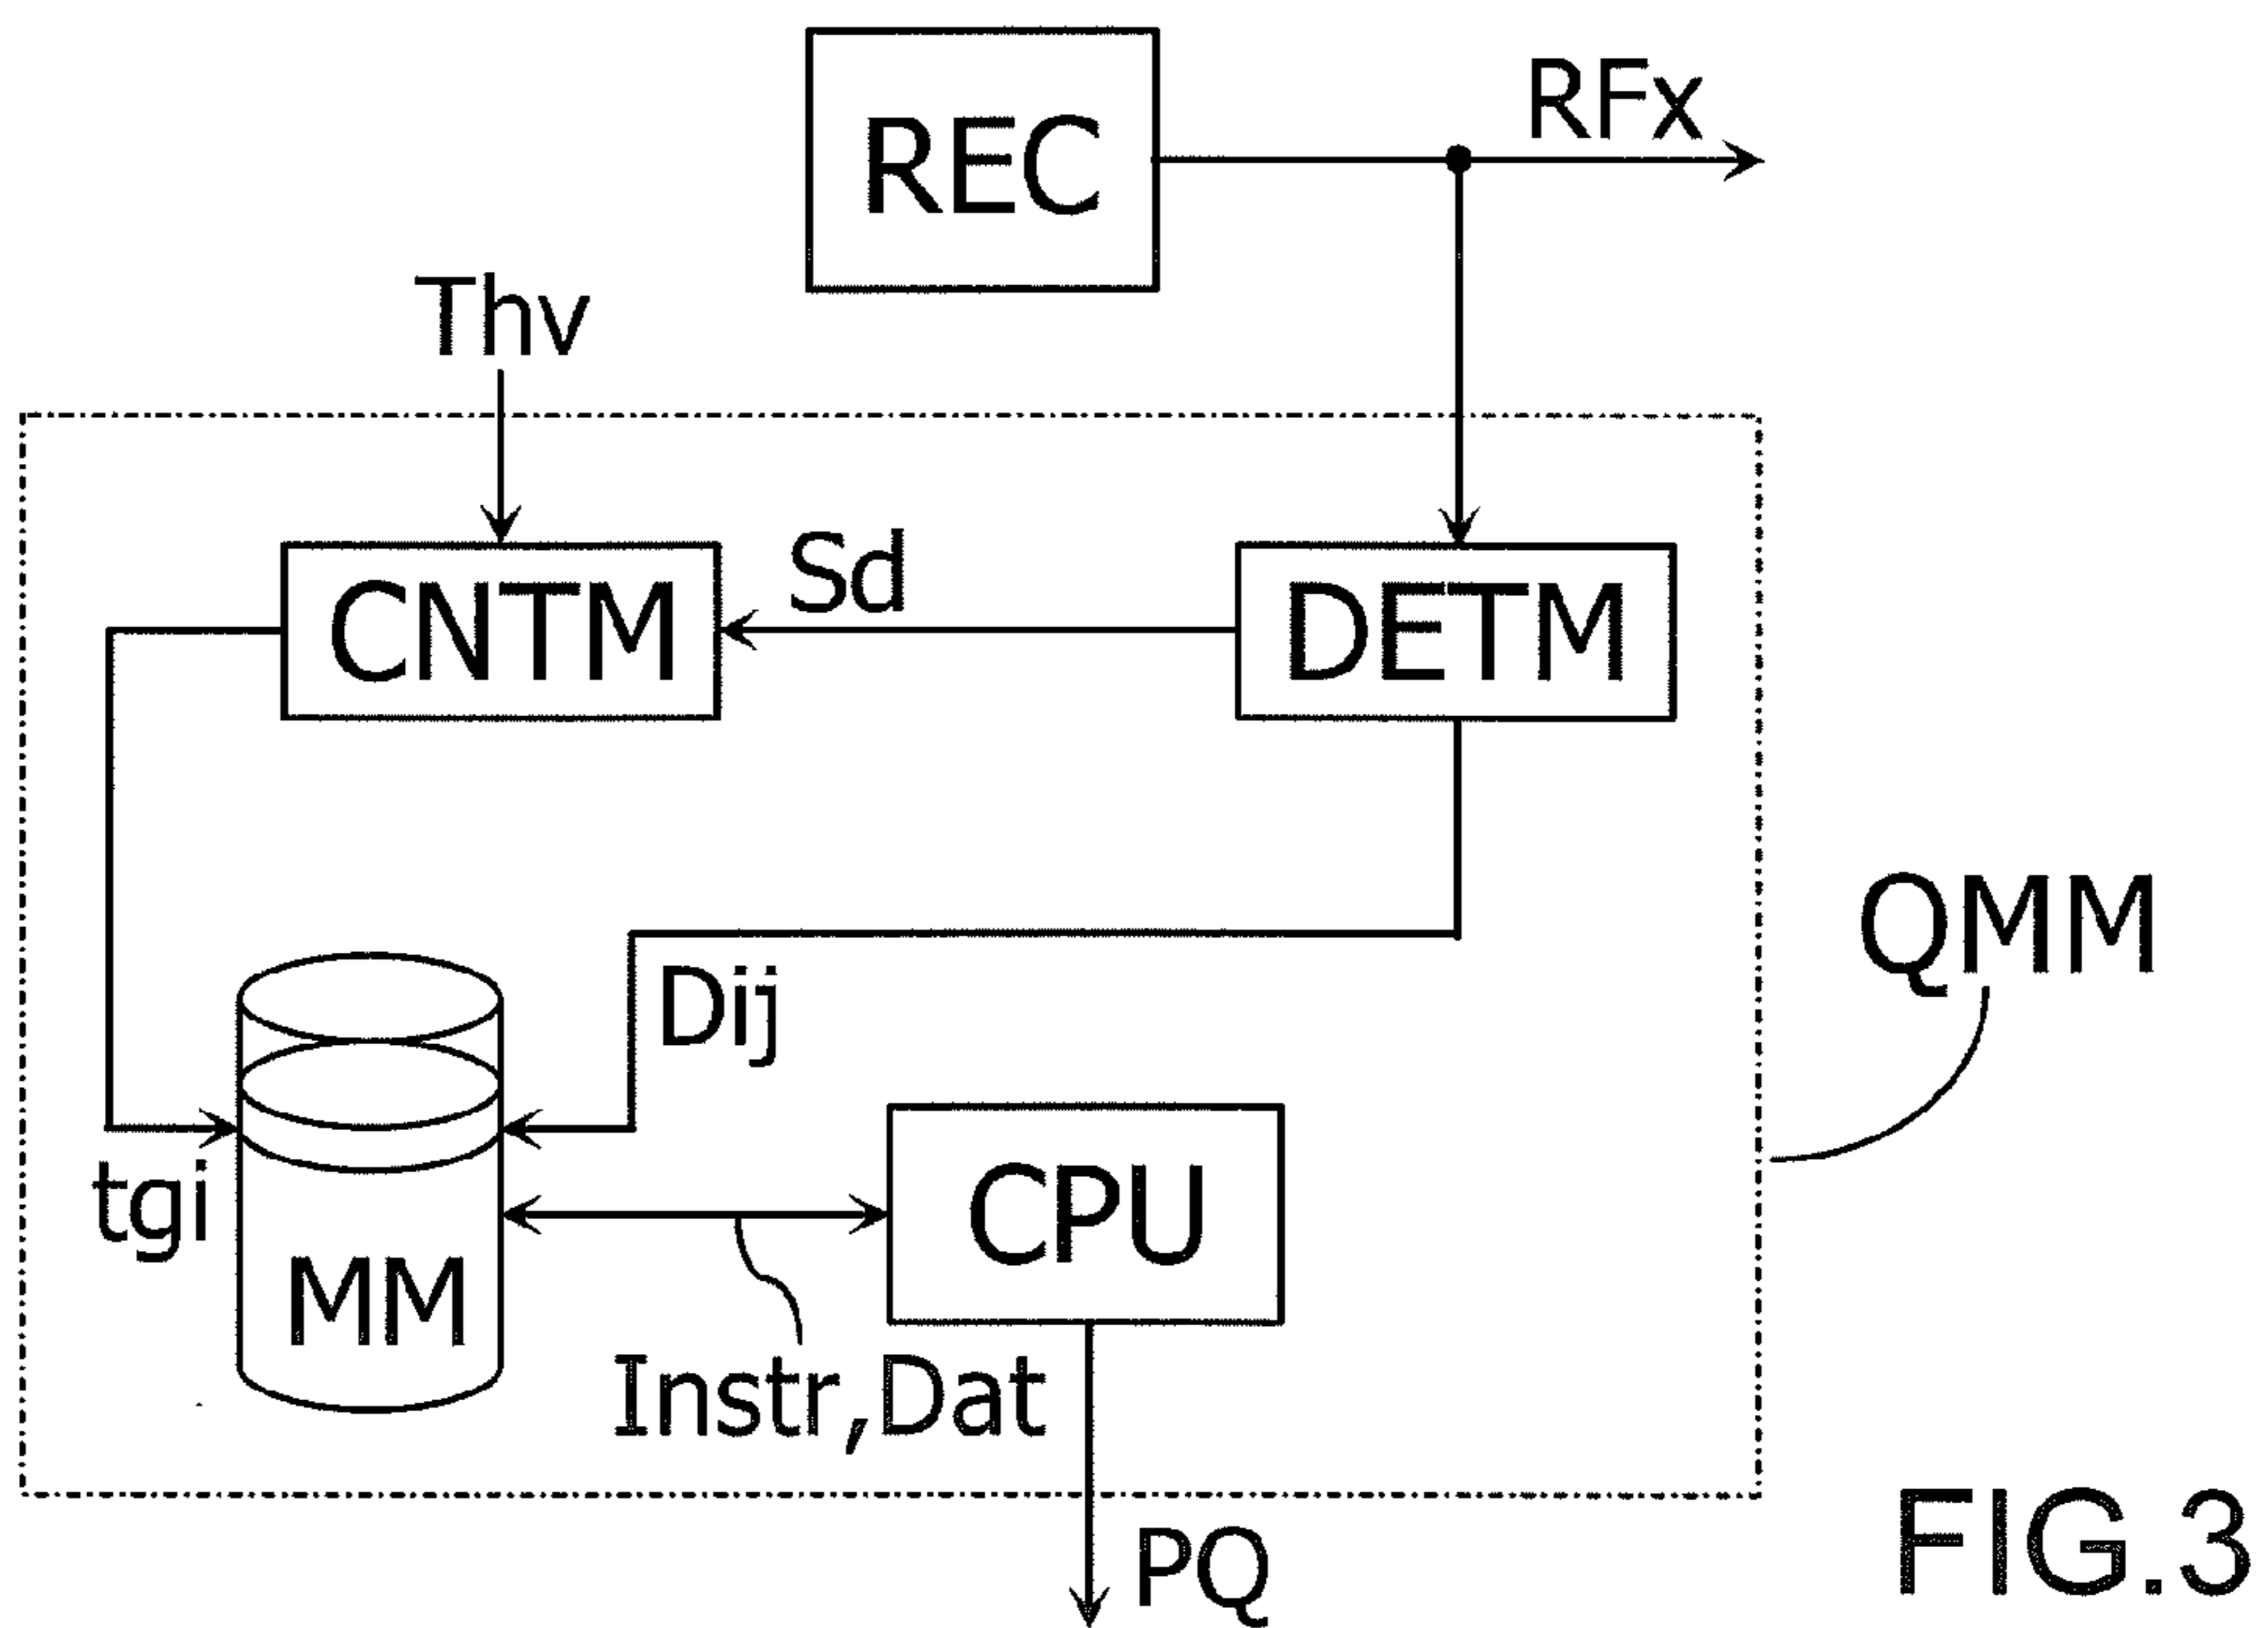 REC
RFx
Thv
CNTM
Sd
DETM
QMM
Dij
tgi
MM
CPU
Instr,Dat
PQ
FIG.3